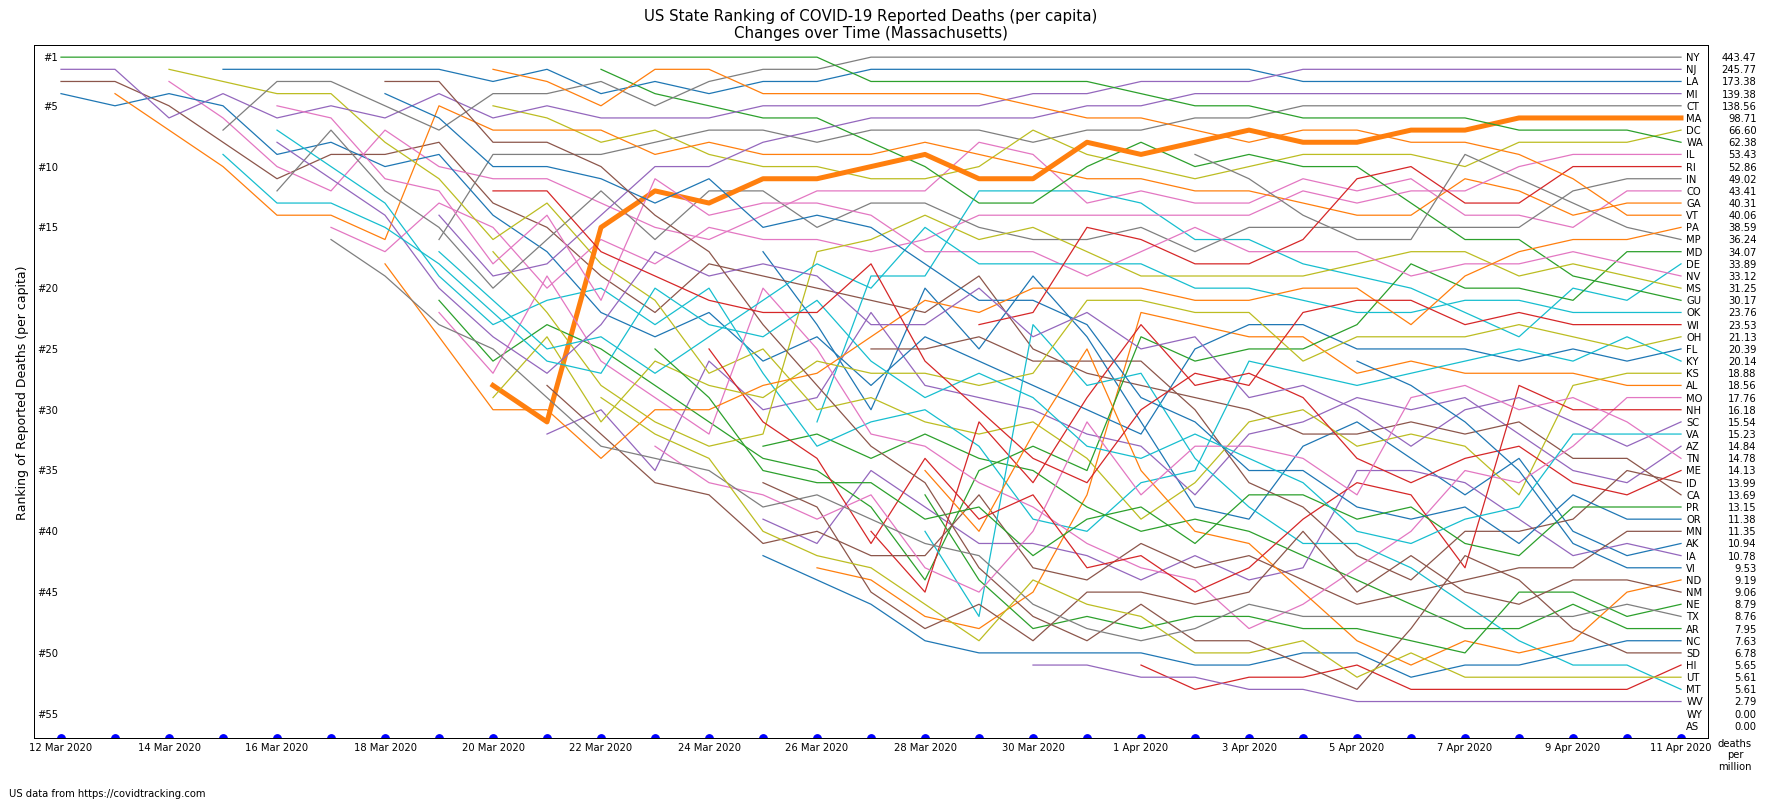 US State Ranking of COVID-19 Reported Deaths (per capita)
Changes over Time (Massachusetts)
Ranking of Reported Deaths (per capita)
#1
#5
#10
#15
#20
#25
#30
#35
#40
#45
#50
#55
NY 443.47
NJ 245.77
LA 173.38
MI 139.38
CT 138.56
MA 98.71
DC 66.60
WA 62.38
IL 53.43
RI 52.86
IN 49.02
CO 43.41
GA 40.31
VT 40.06
PA 38.59
MP 36.24
MD 34.07
DE 33.89
NV 33.12
MS 31.25
GU 30.17
OK 23.76
WI 23.53
OH 21.13
FL 20.39
KY 20.14
KS 18.88
AL 18.56
MO 17.76
NH 16.18
SC 15.54
VA 15.23
AZ 14.84
TN 14.78
ME 14.13
ID 13.99
CA 13.69
PR 13.15
OR 11.38
MN 11.35
AK 10.94
IA 10.78
VI 9.53
ND 9.19
NM 9.06
NE 8.79
TX 8.76
AR 7.95
NC 7.63
SD 6.78
HI 5.65
UT 5.61
MT 5.61
WV 2.79
WY 0.00
AS 0.00
12 Mar 2020 14 Mar 2020 16 Mar 2020 18 Mar 2020 20 Mar 2020 22 Mar 2020 24 Mar 2020 26 Mar 2020 28 Mar 2020 30 Mar 2020 1 Apr 2020 3 Apr 2020 5 Apr 2020 7 Apr 2020 9 Apr 2020 11 Apr 2020
deaths
per
million
US data from https://covidtracking.com